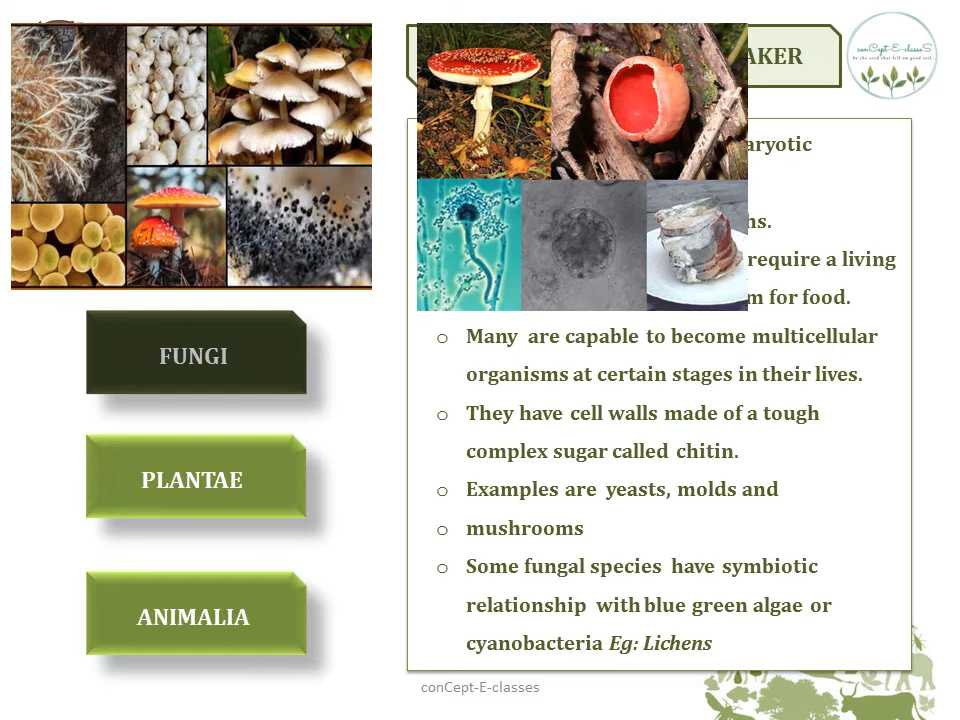 AKER
conCept-E-classeS
FUNGI
PLANTAE
ANIMALIA
aryotic
ns.
require a living
m for food.
o Many are capable to become multicellular
organisms at certain stages in their lives.
o They have cell walls made of a tough
complex sugar called chitin.
o Examples are yeasts, molds and
o mushrooms
o Some fungal species have symbiotic
relationship with blue green algae or
cyanobacteria Eg: Lichens
conCept-E-classes